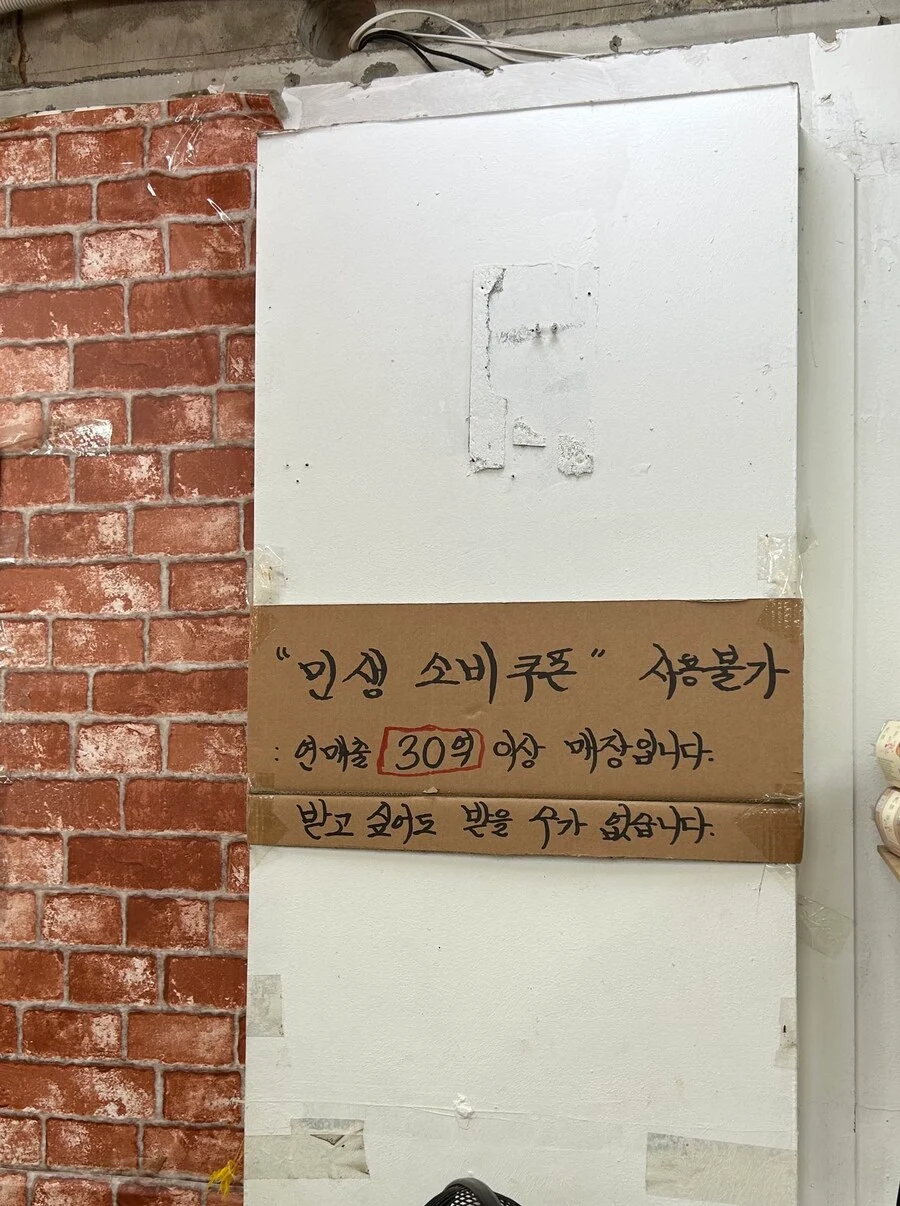 "민생 소비쿠폰" 사용불가
: 연매출 30억 이상 매장입니다.
받고 싶어도 받을 수가 없습니다.